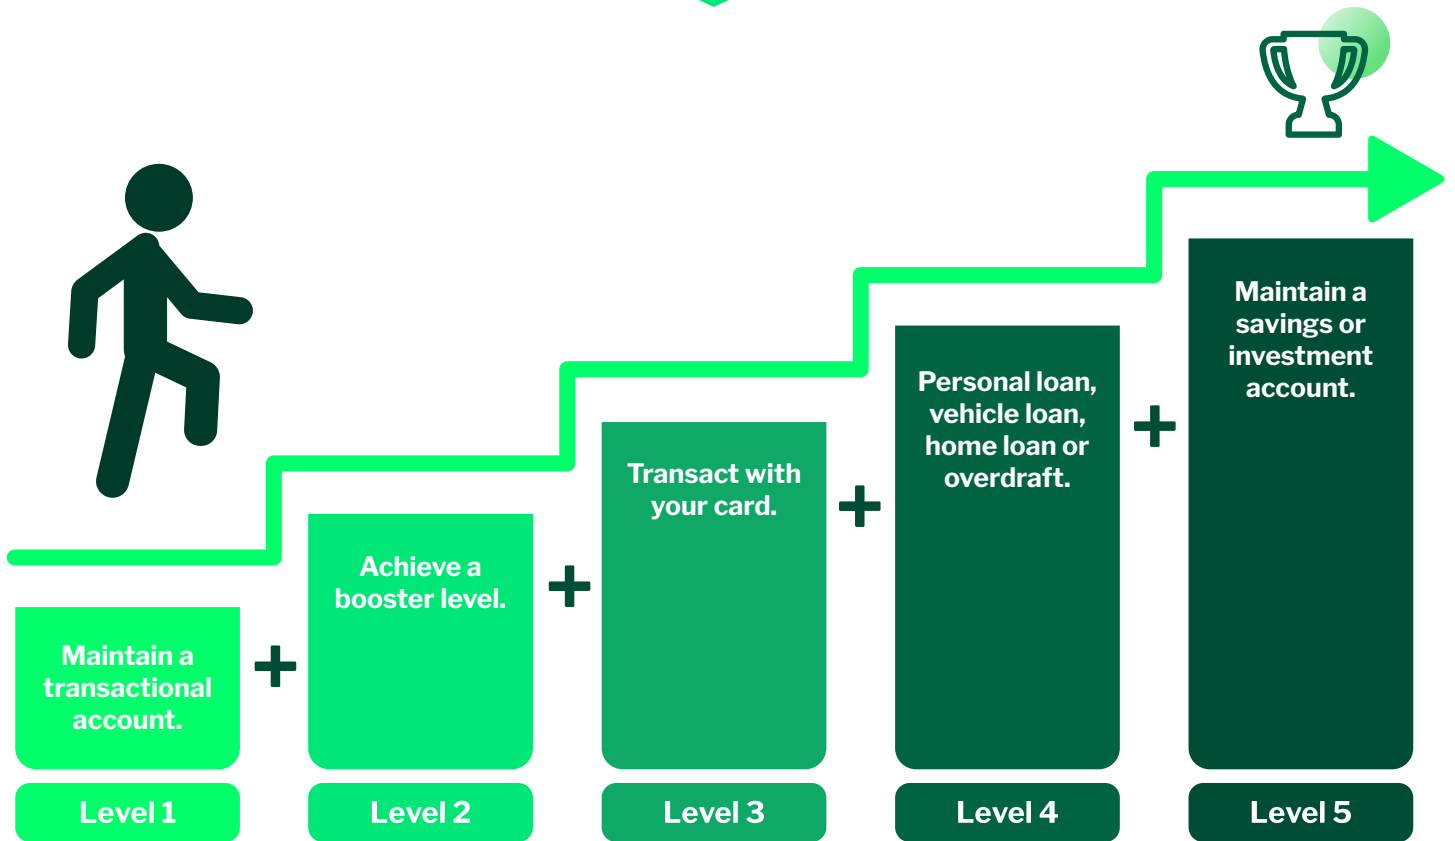 Maintain a
transactional
account.
Level 1
Achieve a
booster level.
Level 2
Transact with
your card.
Level 3
Personal loan,
vehicle loan,
home loan or
overdraft.
Level 4
Maintain a
savings or
investment
account.
Level 5